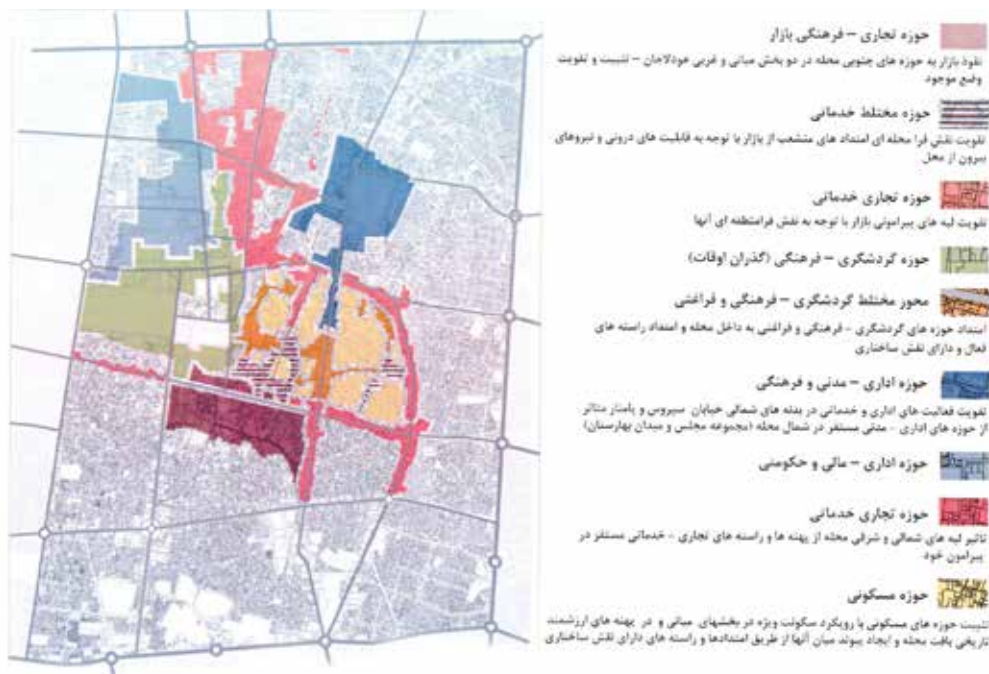 حوزه تجاری – فرهنگی بازار
نفوذ بازار به حوزه های جنوبی محله در دو بخش میانی و غربی عودلاجان – تثبیت و تقویت
وضع موجود
حوزه مختلط خدماتی
تقویت نقش فرا محله ای امتداد های منشعب از بازار با توجه به قابلیت های درونی و نیروهای
بیرون از محل
حوزه تجاری خدماتی
تقویت لبه های پیرامونی بازار با توجه به نقش فرامنطقه ای آنها
حوزه گردشگری – فرهنگی (گذران اوقات)
محور مختلط گردشگری – فرهنگی و فراغتی
امتداد حوزه های گردشگری – فرهنگی و فراغتی به داخل محله و امتداد راسته های
فعال و دارای نقش ساختاری
حوزه اداری – مدنی و فرهنگی
تقویت فعالیت های اداری و خدماتی در بدنه های شمالی خیابان سیروس و پامنار متاثر
از حوزه های اداری – مدنی مستقر در شمال محله (مجموعه مجلس و میدان بهارستان)
حوزه اداری – مالی و حکومتی
حوزه تجاری خدماتی
تاثیر لبه های شمالی و شرقی محله از پهنه ها و راسته های تجاری – خدماتی مستقر در
پیرامون خود
حوزه مسکونی
تثبیت حوزه های مسکونی با رویکرد سکونت ویژه در بخشهای میانی و در پهنه های ارزشمند
تاریخی بافت محله و ایجاد پیوند میان آنها از طریق امتدادها و راسته های دارای نقش ساختاری